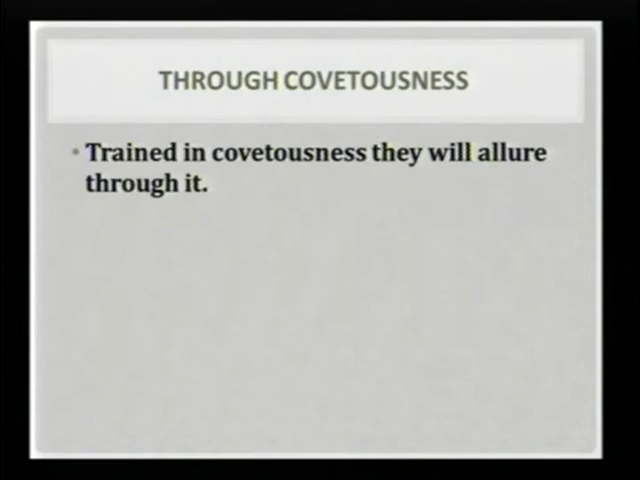 THROUGH COVETOUSNESS
• Trained in covetousness they will allure
through it.